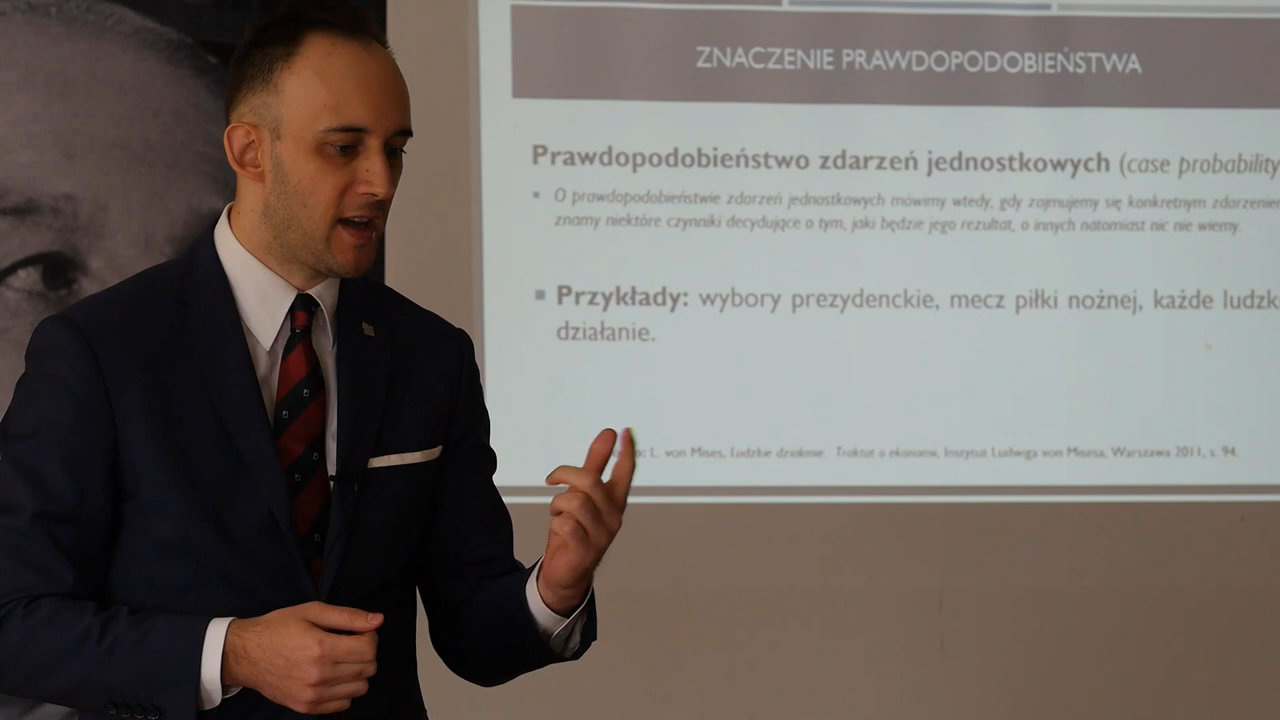 ZNACZENIE PRAWDOPODOBIEŃSTWA
Prawdopodobieństwo zdarzeń jednostkowych (case probability
O prawdopodobieństwie zdarzeń jednostkowych mówimy wtedy, gdy zajmujemy się konkretnym zdarzenie
znamy niektóre czynniki decydujące o tym, jaki będzie jego rezultat, o innych natomiast nic nie wiemy.
Przykłady: wybory prezydenckie, mecz piłki nożnej, każde ludzk
działanie.
L. von Mises, Ludzkie działanie. Traktat o ekonomii, Instytut Ludwiga von Misesa, Warszawa 2011, s. 94.